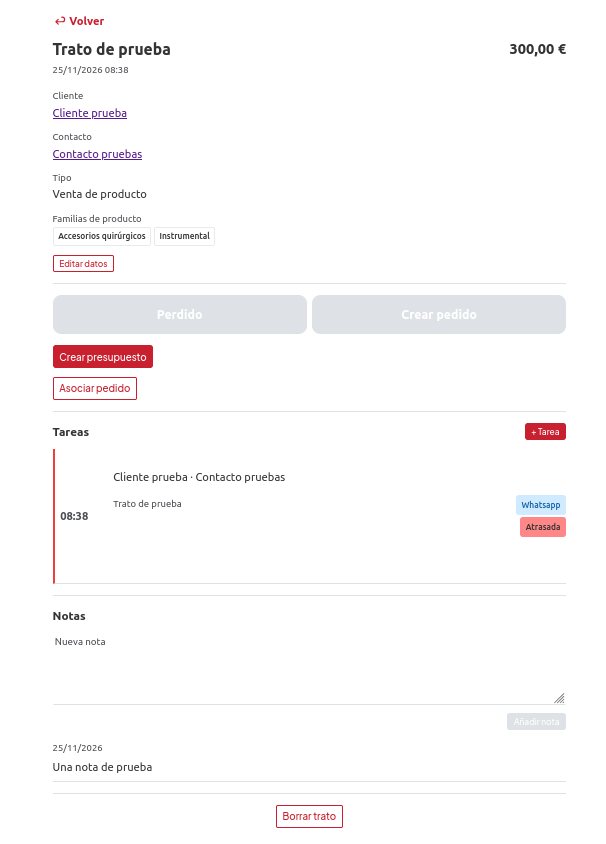 Volver
Trato de prueba
300,00 €
25/11/2026 08:38
Cliente
Cliente prueba
Contacto
Contacto pruebas
Tipo
Venta de producto
Familias de producto
Accesorios quirúrgicos Instrumental
Editar datos
Perdido Crear pedido
Crear presupuesto
Asociar pedido
Tareas
+ Tarea
Cliente prueba · Contacto pruebas
08:38
Trato de prueba
Whatsapp
Atrasada
Notas
Nueva nota
Añadir nota
25/11/2026
Una nota de prueba
Borrar trato